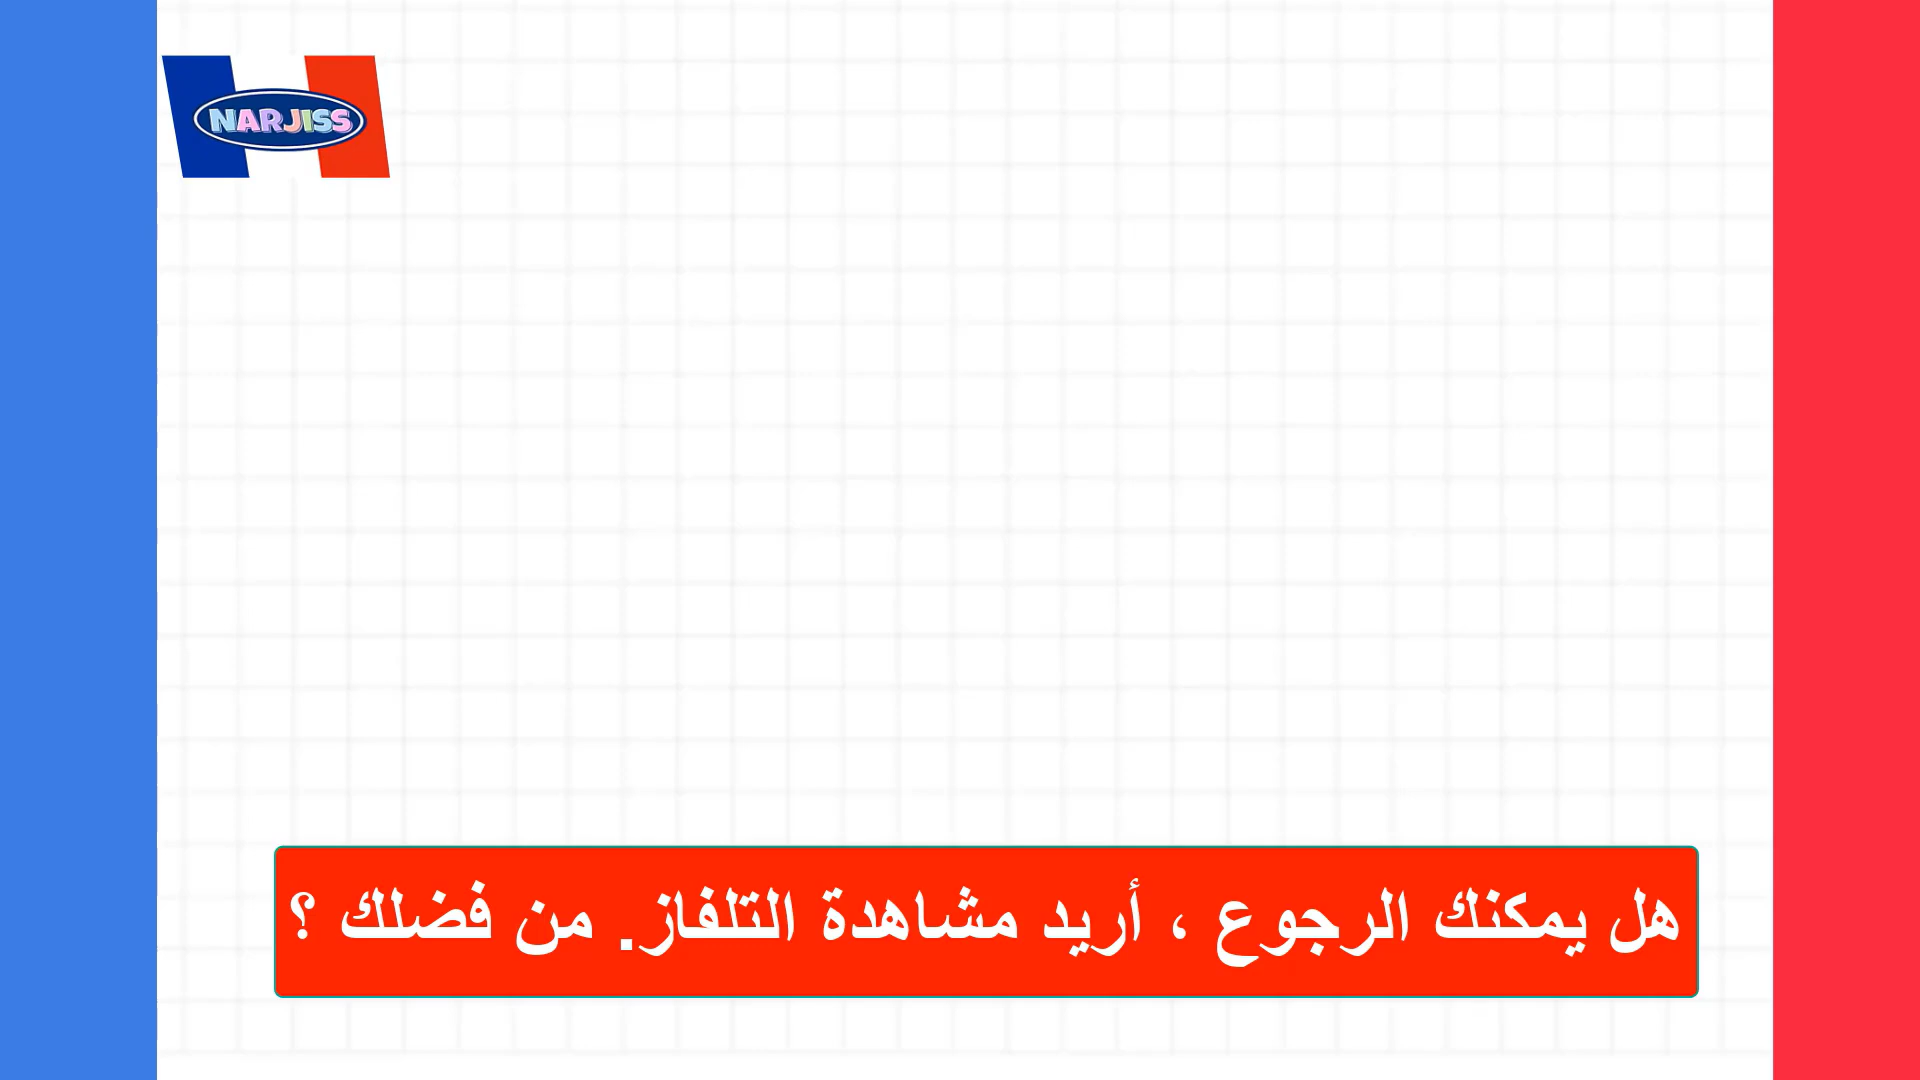 NARJISS
هل يمكنك الرجوع ، أريد مشاهدة التلفاز. من فضلك ؟